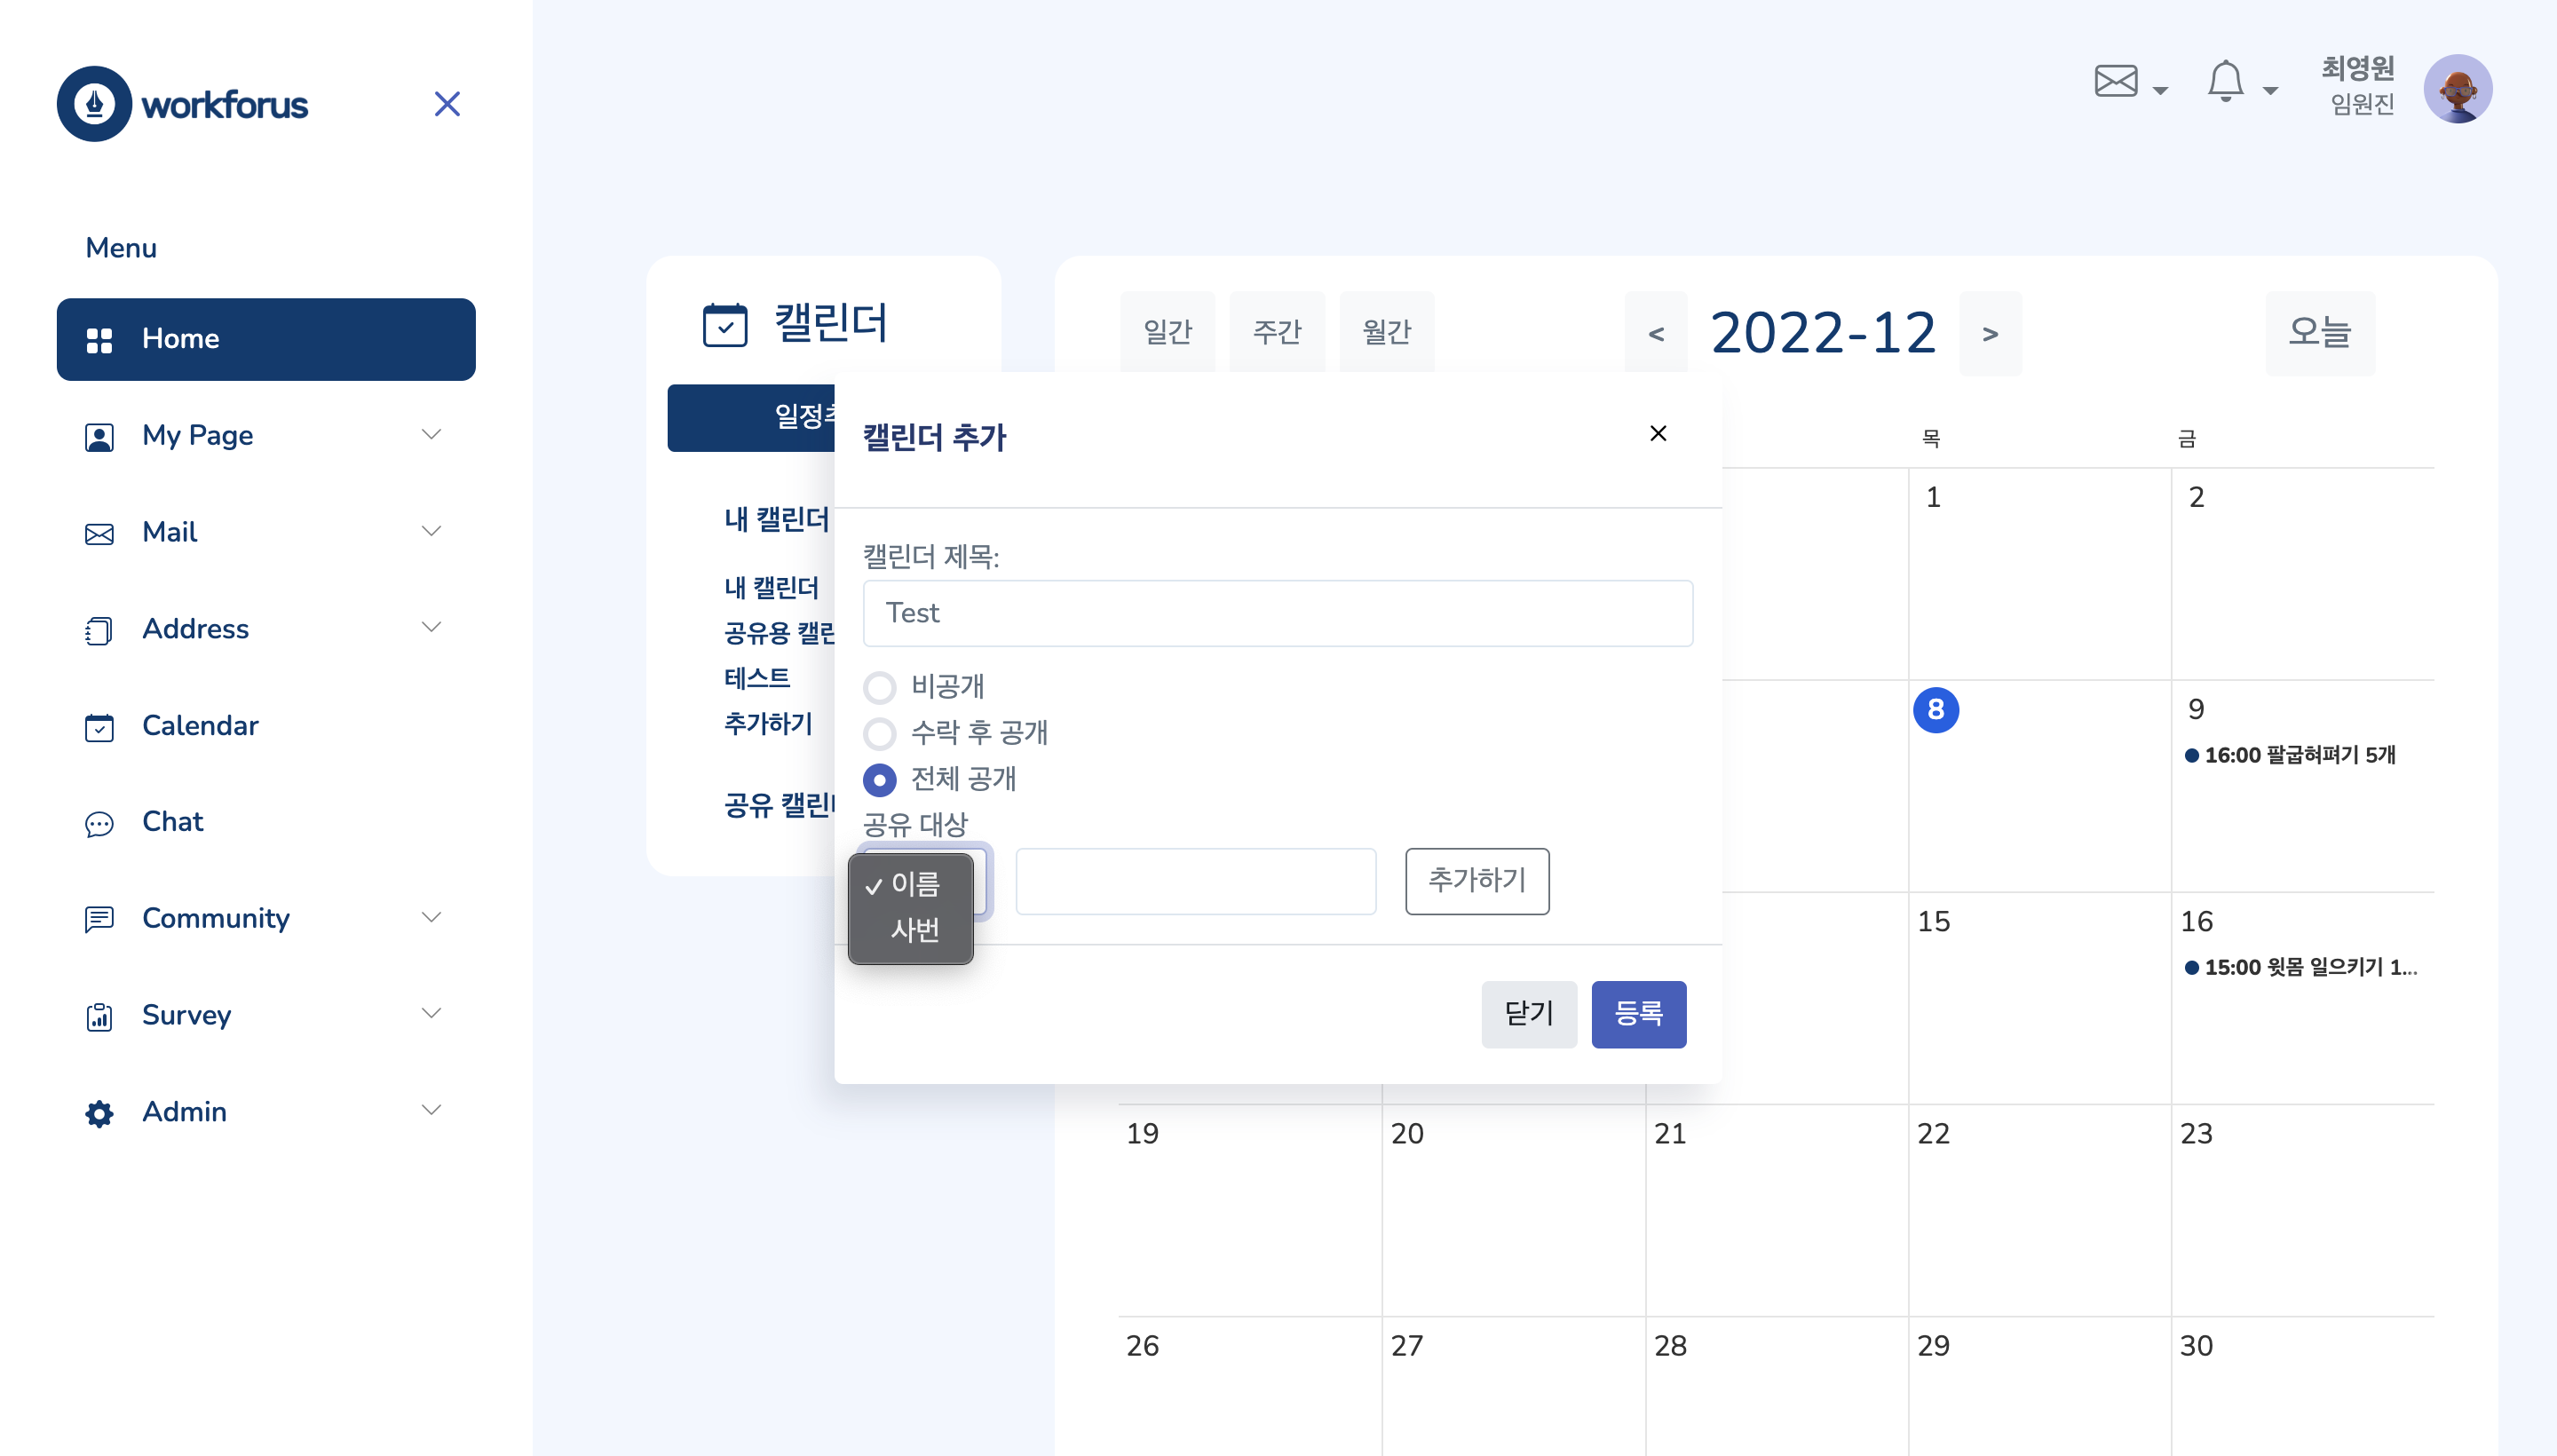 workforus
Menu
Home
My Page
Mail
Address
Calendar
Chat
Community
Survey
Admin
최영원
임원진
캘린더
일정
내 캘린더
내 캘린더
공유용
테스트
추가하기
공유
일간
주간
월간
<
2022-12
>
오늘
목
금
1
2
8
9
16:00 팔굽혀펴기 5개
15
16
15:00 윗몸 일으키기 1...
19
20
21
22
23
26
27
28
29
30
캘린더 추가
캘린더 제목:
Test
비공개
수락 후 공개
전체 공개
공유 대상
✓ 이름
사번
추가하기
닫기
등록